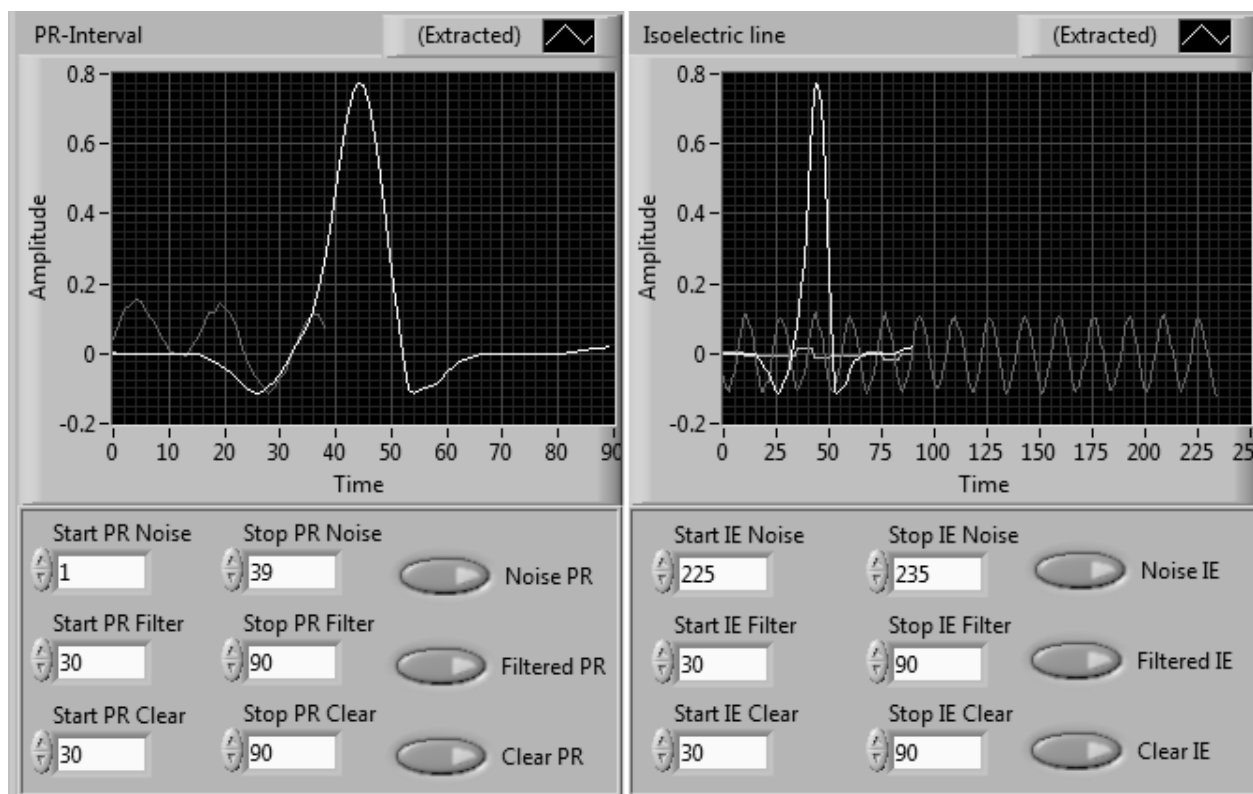 PR-Interval
(Extracted)
Amplitude
0.8
0.6
0.4
0.2
0
-0.2
0 10 20 30 40 50 60 70 80 90
Time
Start PR Noise Stop PR Noise
1 39 Noise PR
Start PR Filter Stop PR Filter
30 90 Filtered PR
Start PR Clear Stop PR Clear
30 90 Clear PR
Isoelectric line
(Extracted)
Amplitude
0.8
0.6
0.4
0.2
0
-0.2
0 25 50 75 100 125 150 175 200 225
Time
Start IE Noise Stop IE Noise
225 235 Noise IE
Start IE Filter Stop IE Filter
30 90 Filtered IE
Start IE Clear Stop IE Clear
30 90 Clear IE